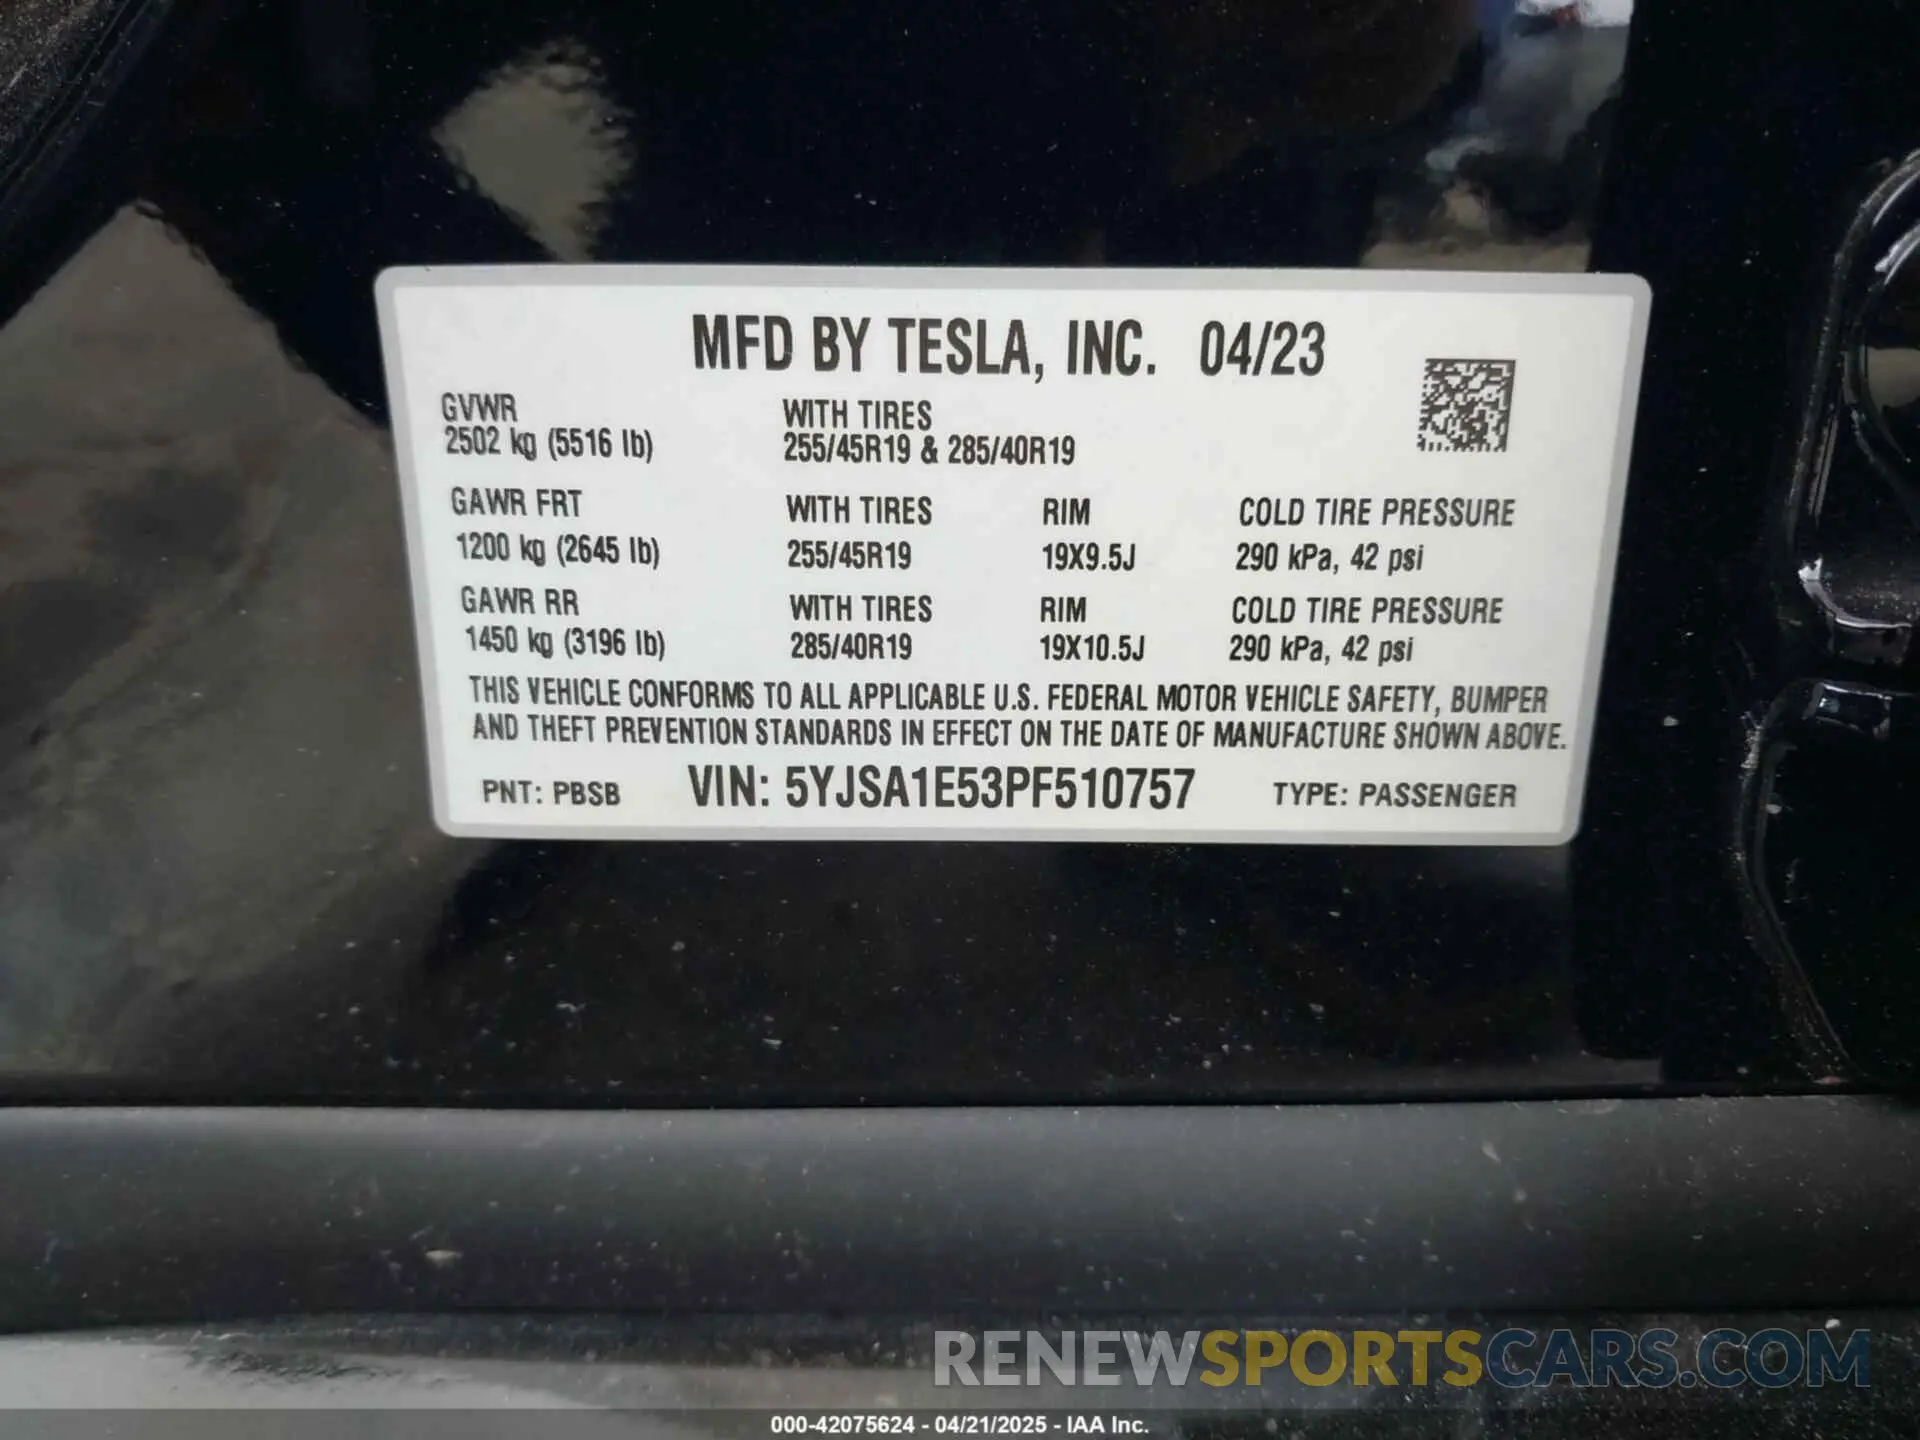 MFD BY TESLA, INC. 04/23
GVWR WITH TIRES
2502 kg (5516 lb) 255/45R19 & 285/40R19
GAWR FRT WITH TIRES RIM COLD TIRE PRESSURE
1200 kg (2645 lb) 255/45R19 19X9.5J 290 kPa, 42 psi
GAWR RR WITH TIRES RIM COLD TIRE PRESSURE
1450 kg (3196 lb) 285/40R19 19X10.5J 290 kPa, 42 psi
THIS VEHICLE CONFORMS TO ALL APPLICABLE U.S. FEDERAL MOTOR VEHICLE SAFETY, BUMPER
AND THEFT PREVENTION STANDARDS IN EFFECT ON THE DATE OF MANUFACTURE SHOWN ABOVE.
PNT: PBSB VIN: 5YJSA1E53PF510757 TYPE: PASSENGER
RENEWSPORTSCARS.COM
000-42075624 - 04/21/2025 - IAA Inc.